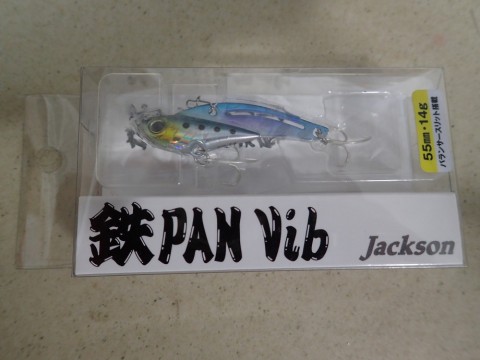 55mm・14g
バランサースリット搭載
鉄PAN Vib
Jackson